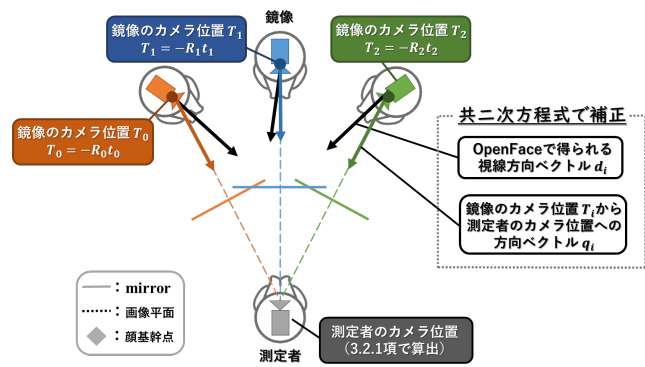 鏡像
鏡像のカメラ位置 T₁
T₁ = −R₁t₁
鏡像のカメラ位置 T₂
T₂ = −R₂t₂
鏡像のカメラ位置 T₀
T₀ = −R₀t₀
共二次方程式で補正
OpenFaceで得られる
視線方向ベクトル dᵢ
鏡像のカメラ位置 Tᵢから
測定者のカメラ位置への
方向ベクトル qᵢ
：mirror
：画像平面
：顔基幹点
測定者
測定者のカメラ位置
（3.2.1項で算出）